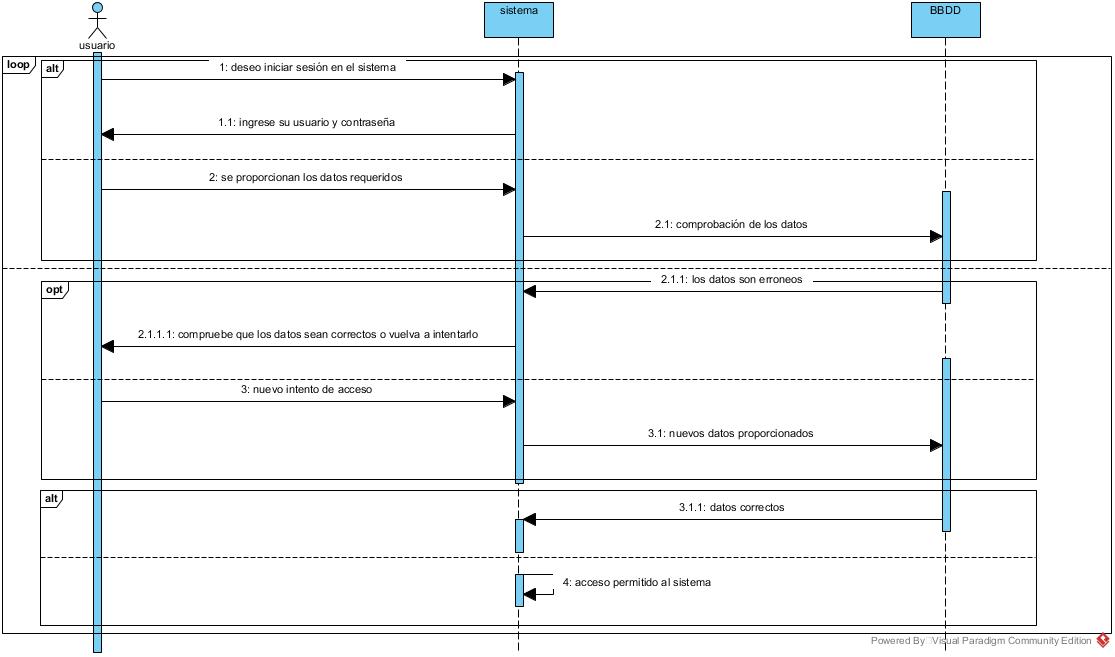 usuario
sistema
BBDD
loop
alt
1: deseo iniciar sesión en el sistema
1.1: ingrese su usuario y contraseña
2: se proporcionan los datos requeridos
2.1: comprobación de los datos
2.1.1: los datos son erroneos
opt
2.1.1.1: compruebe que los datos sean correctos o vuelva a intentarlo
3: nuevo intento de acceso
3.1: nuevos datos proporcionados
alt
3.1.1: datos correctos
4: acceso permitido al sistema
Powered By Visual Paradigm Community Edition